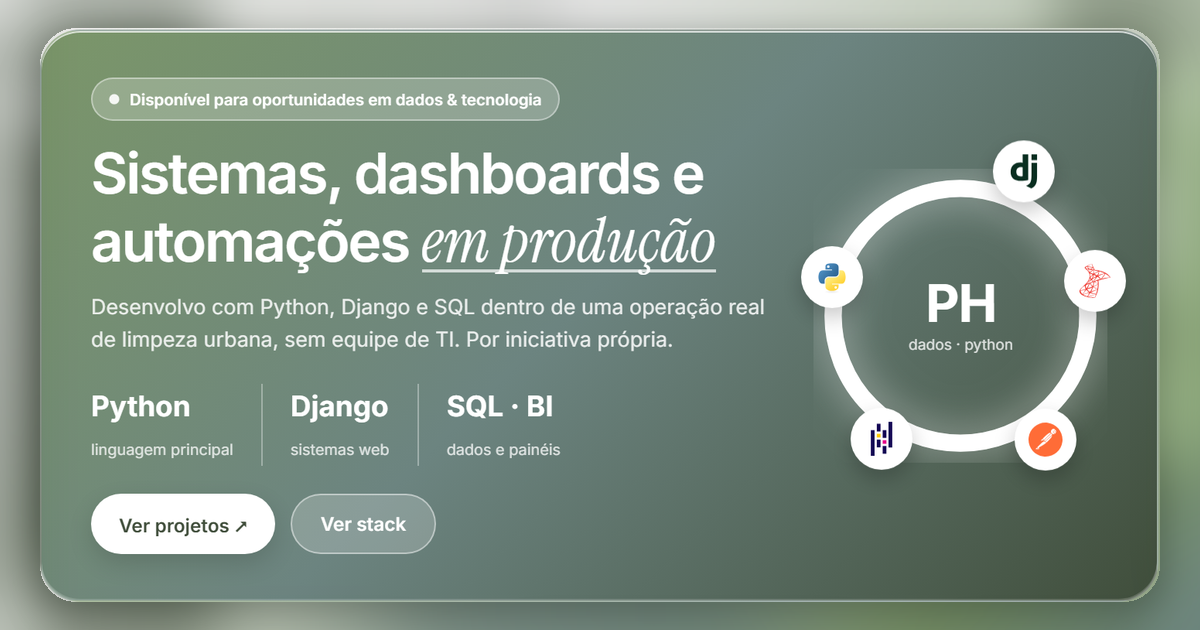 Disponível para oportunidades em dados & tecnologia
Sistemas, dashboards e
automações em produção
Desenvolvo com Python, Django e SQL dentro de uma operação real
de limpeza urbana, sem equipe de TI. Por iniciativa própria.
Python
linguagem principal
Django
sistemas web
SQL · BI
dados e painéis
Ver projetos ↗
Ver stack
dj
PH
dados · python